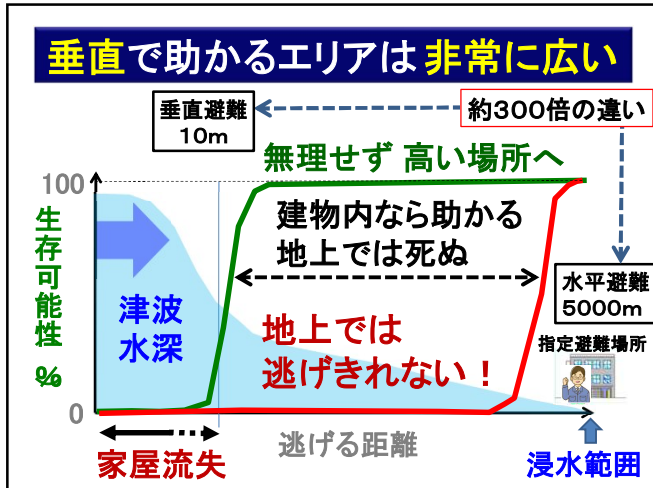 垂直で助かるエリアは 非常に広い
垂直避難
10m
約300倍の違い
無理せず 高い場所へ
100
生存可能性 %
建物内なら助かる
地上では死ぬ
水平避難
5000m
津波
水深
地上では
逃げきれない!
指定避難場所
0
逃げる距離
家屋流失
浸水範囲